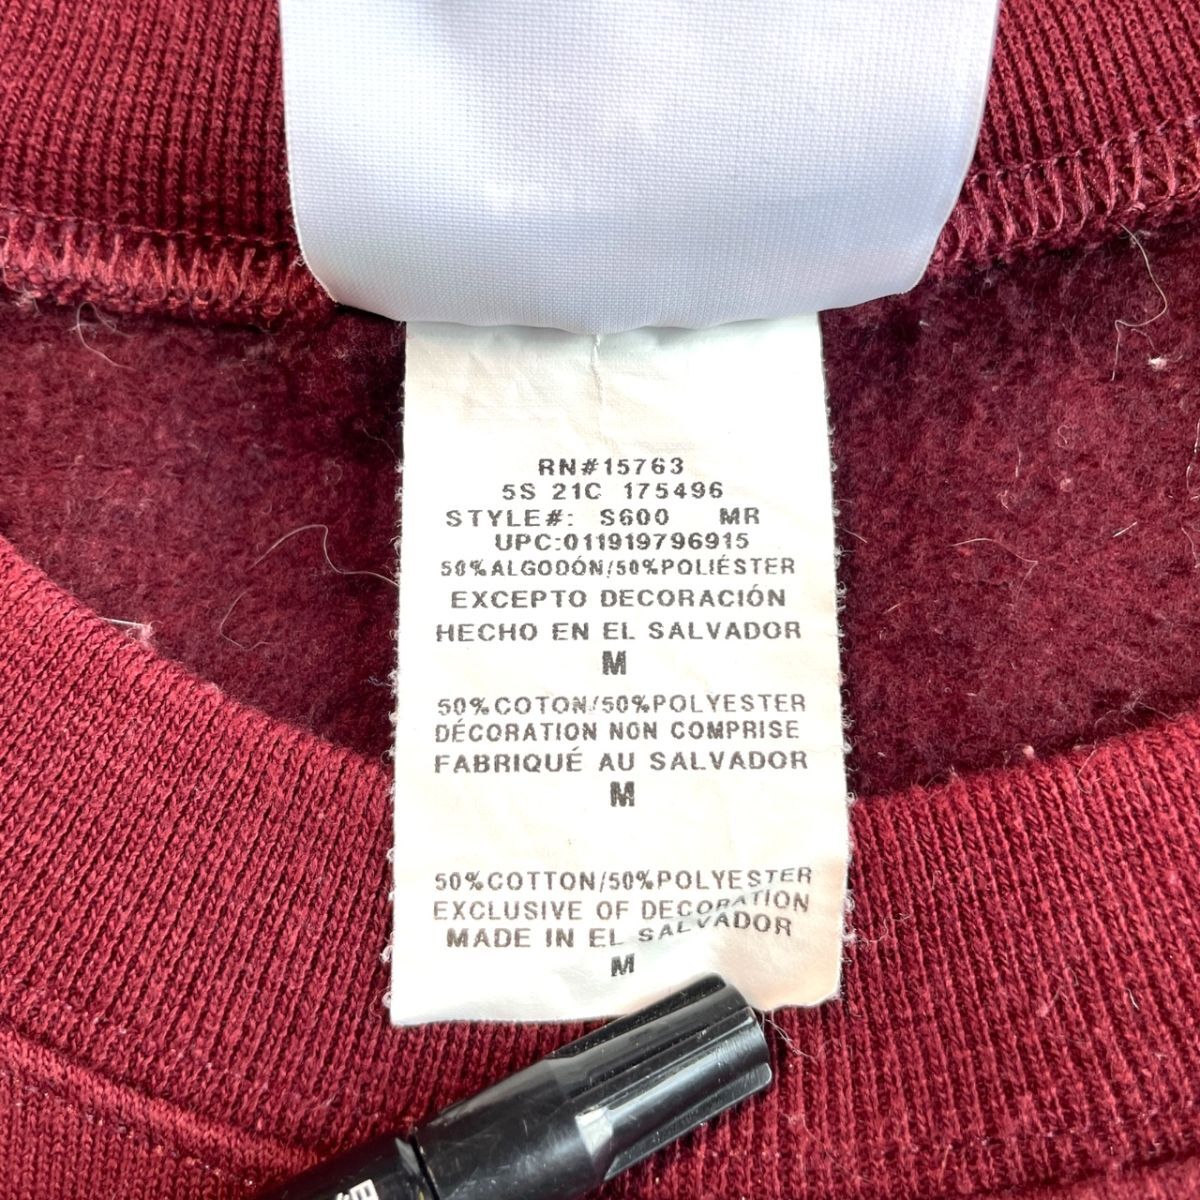 RN#15763
5S 21C 175496
STYLE#: S600 MR
UPC:011919796915
50%ALGODÓN/50%POLIÉSTER
EXCEPTO DECORACIÓN
HECHO EN EL SALVADOR
M
50%COTON/50%POLYESTER
DÉCORATION NON COMPRISE
FABRIQUÉ AU SALVADOR
M
50%COTTON/50%POLYESTER
EXCLUSIVE OF DECORATION
MADE IN EL SALVADOR
M